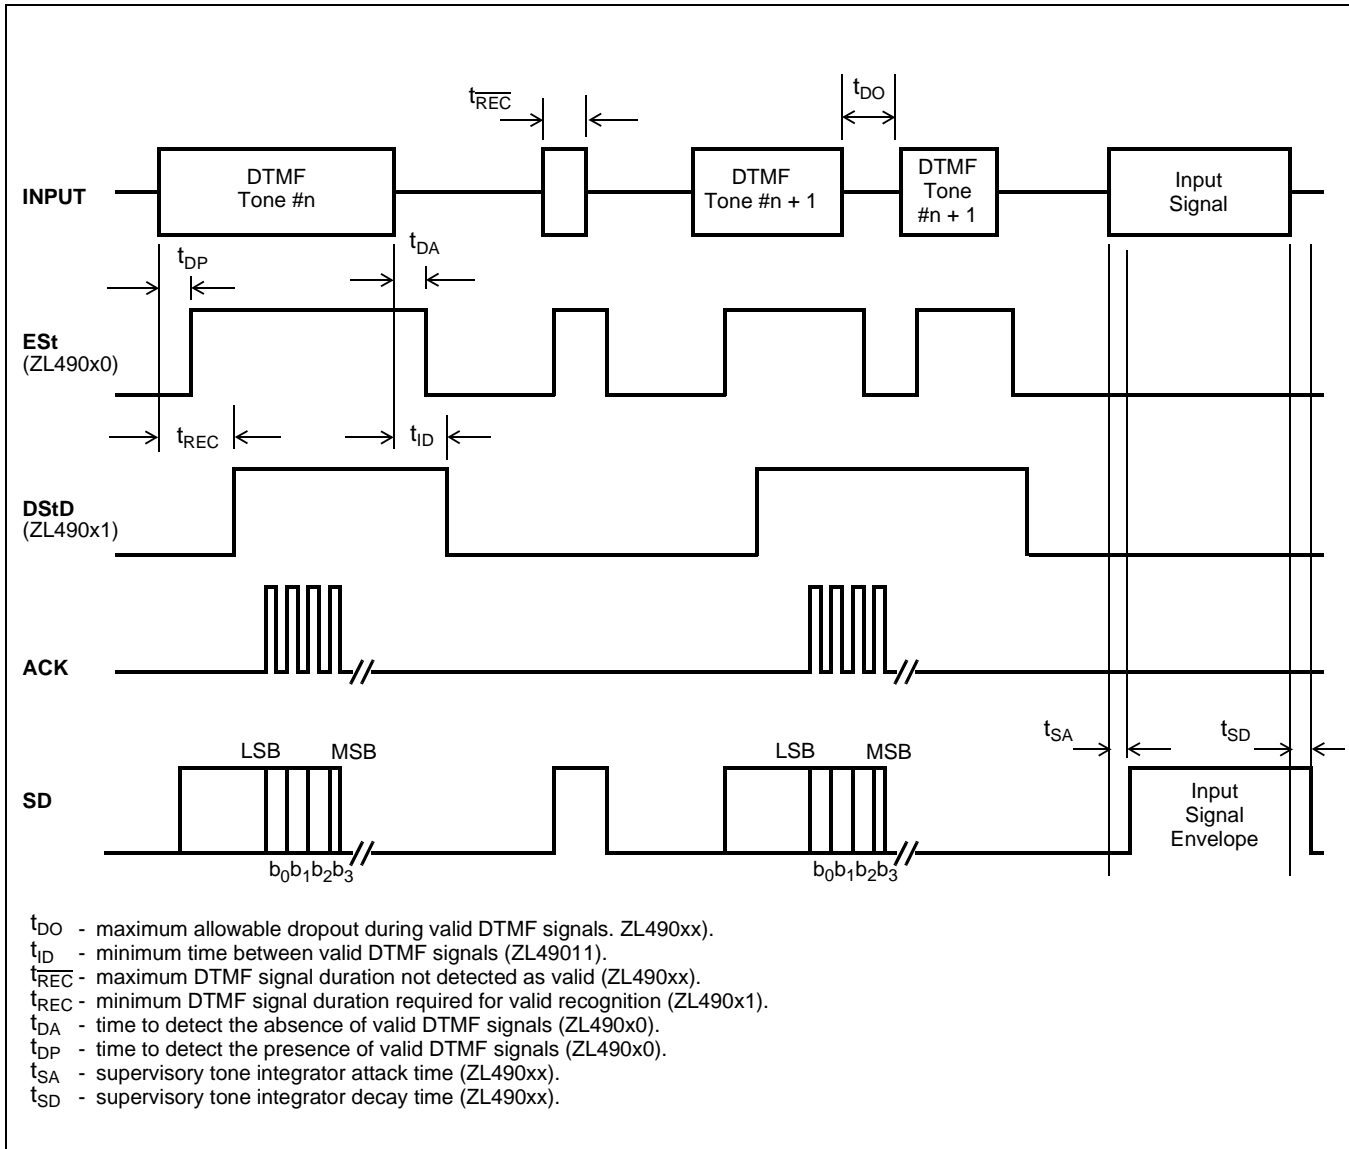 t̅R̅E̅C̅
tDO
INPUT
DTMF
Tone #n
DTMF
Tone #n + 1
DTMF
Tone
#n + 1
Input
Signal
tDP
tDA
ESt
(ZL490x0)
tREC
tID
DStD
(ZL490x1)
ACK
tSA
tSD
LSB MSB
LSB MSB
SD
Input
Signal
Envelope
b0b1b2b3
b0b1b2b3
tDO - maximum allowable dropout during valid DTMF signals. ZL490xx).
tID - minimum time between valid DTMF signals (ZL49011).
tR̅E̅C̅ - maximum DTMF signal duration not detected as valid (ZL490xx).
tREC - minimum DTMF signal duration required for valid recognition (ZL490x1).
tDA - time to detect the absence of valid DTMF signals (ZL490x0).
tDP - time to detect the presence of valid DTMF signals (ZL490x0).
tSA - supervisory tone integrator attack time (ZL490xx).
tSD - supervisory tone integrator decay time (ZL490xx).